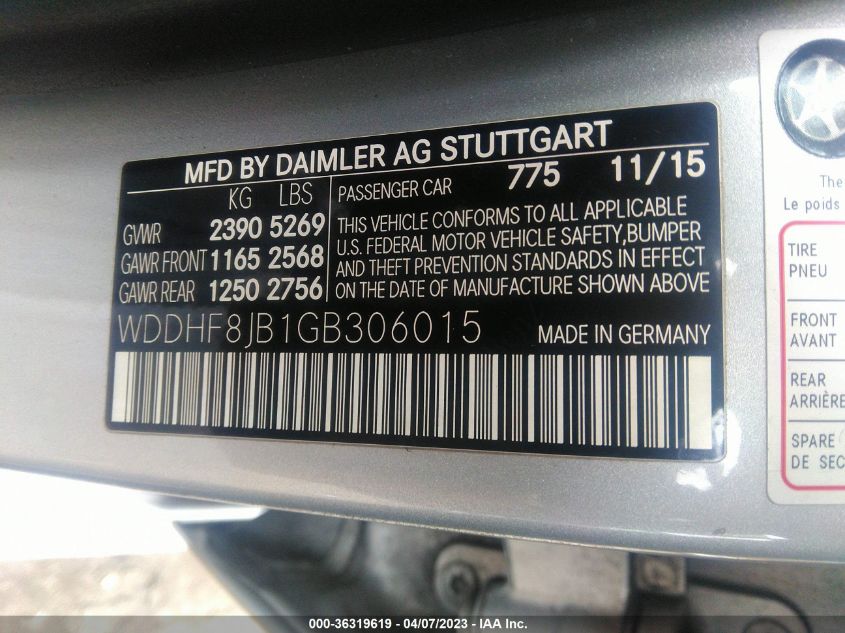 MFD BY DAIMLER AG STUTTGART
KG LBS
GVWR 2390 5269
GAWR FRONT 1165 2568
GAWR REAR 1250 2756
PASSENGER CAR 775 11/15
THIS VEHICLE CONFORMS TO ALL APPLICABLE
U.S. FEDERAL MOTOR VEHICLE SAFETY,BUMPER
AND THEFT PREVENTION STANDARDS IN EFFECT
ON THE DATE OF MANUFACTURE SHOWN ABOVE
WDDHF8JB1GB306015 MADE IN GERMANY
The
Le poids
TIRE
PNEU
FRONT
AVANT
REAR
ARRIÈRE
SPARE
DE SEC
000-36319619 - 04/07/2023 - IAA Inc.